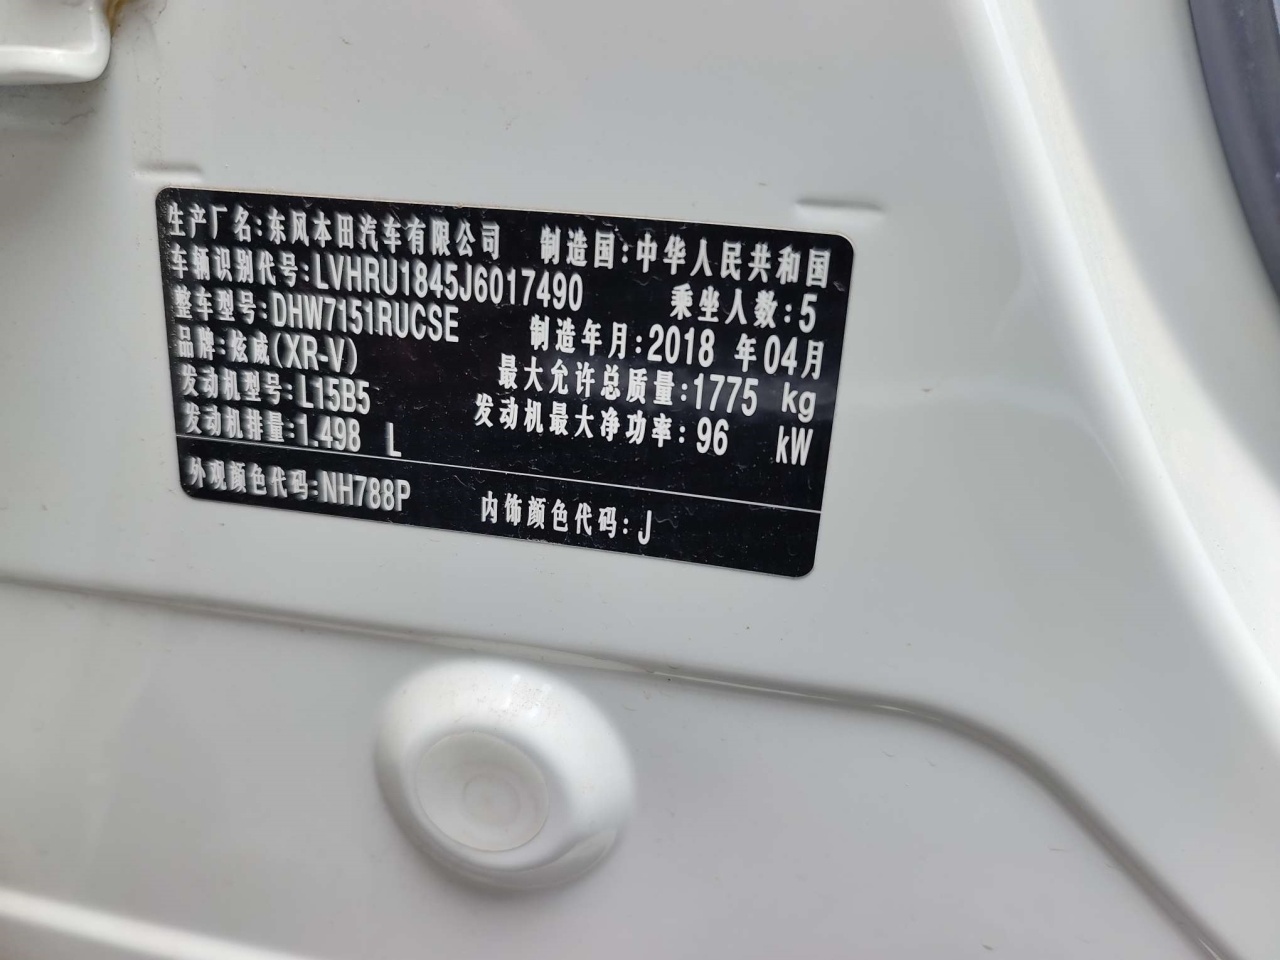 生产厂名:东风本田汽车有限公司 制造国:中华人民共和国
车辆识别代号:LVHRU1845J6017490 乘坐人数:5
整车型号:DHW7151RUCSE 制造年月:2018 年04月
品牌:炫威(XR-V) 最大允许总质量:1775 kg
发动机型号:L15B5 发动机最大净功率:96 kW
发动机排量:1.498 L
外观颜色代码:NH788P 内饰颜色代码:J